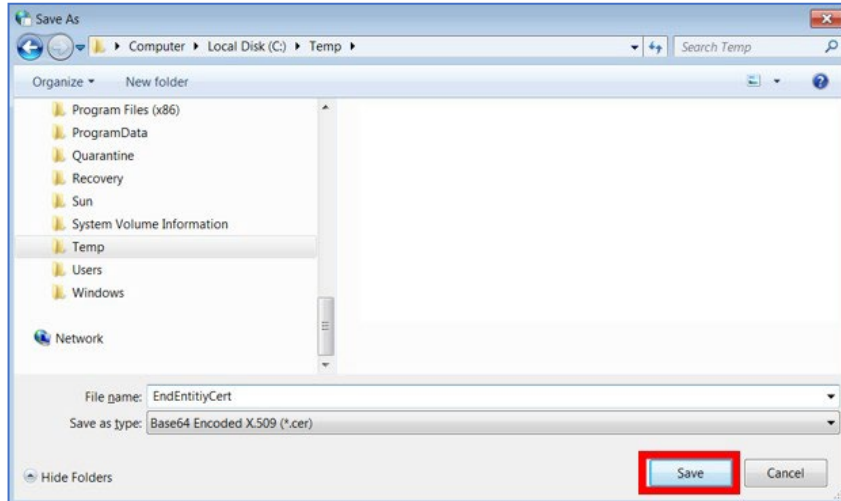 Save As
Computer Local Disk (C:) Temp
Search Temp
Organize New folder
Program Files (x86)
ProgramData
Quarantine
Recovery
Sun
System Volume Information
Temp
Users
Windows
Network
File name: EndEntitiyCert
Save as type: Base64 Encoded X.509 (*.cer)
Hide Folders Save Cancel